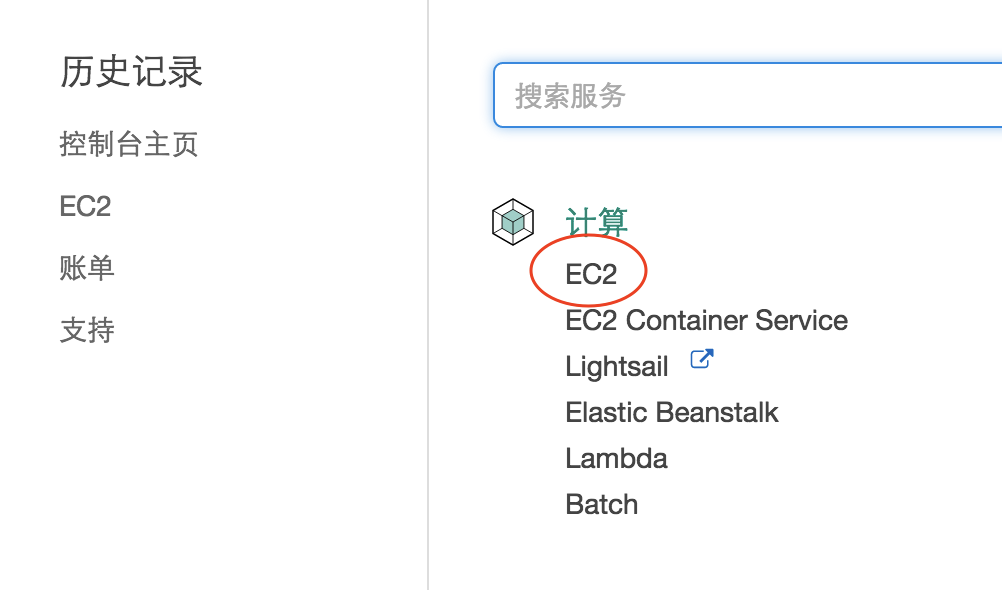 历史记录
控制台主页
EC2
账单
支持
搜索服务
计算
EC2
EC2 Container Service
Lightsail
Elastic Beanstalk
Lambda
Batch